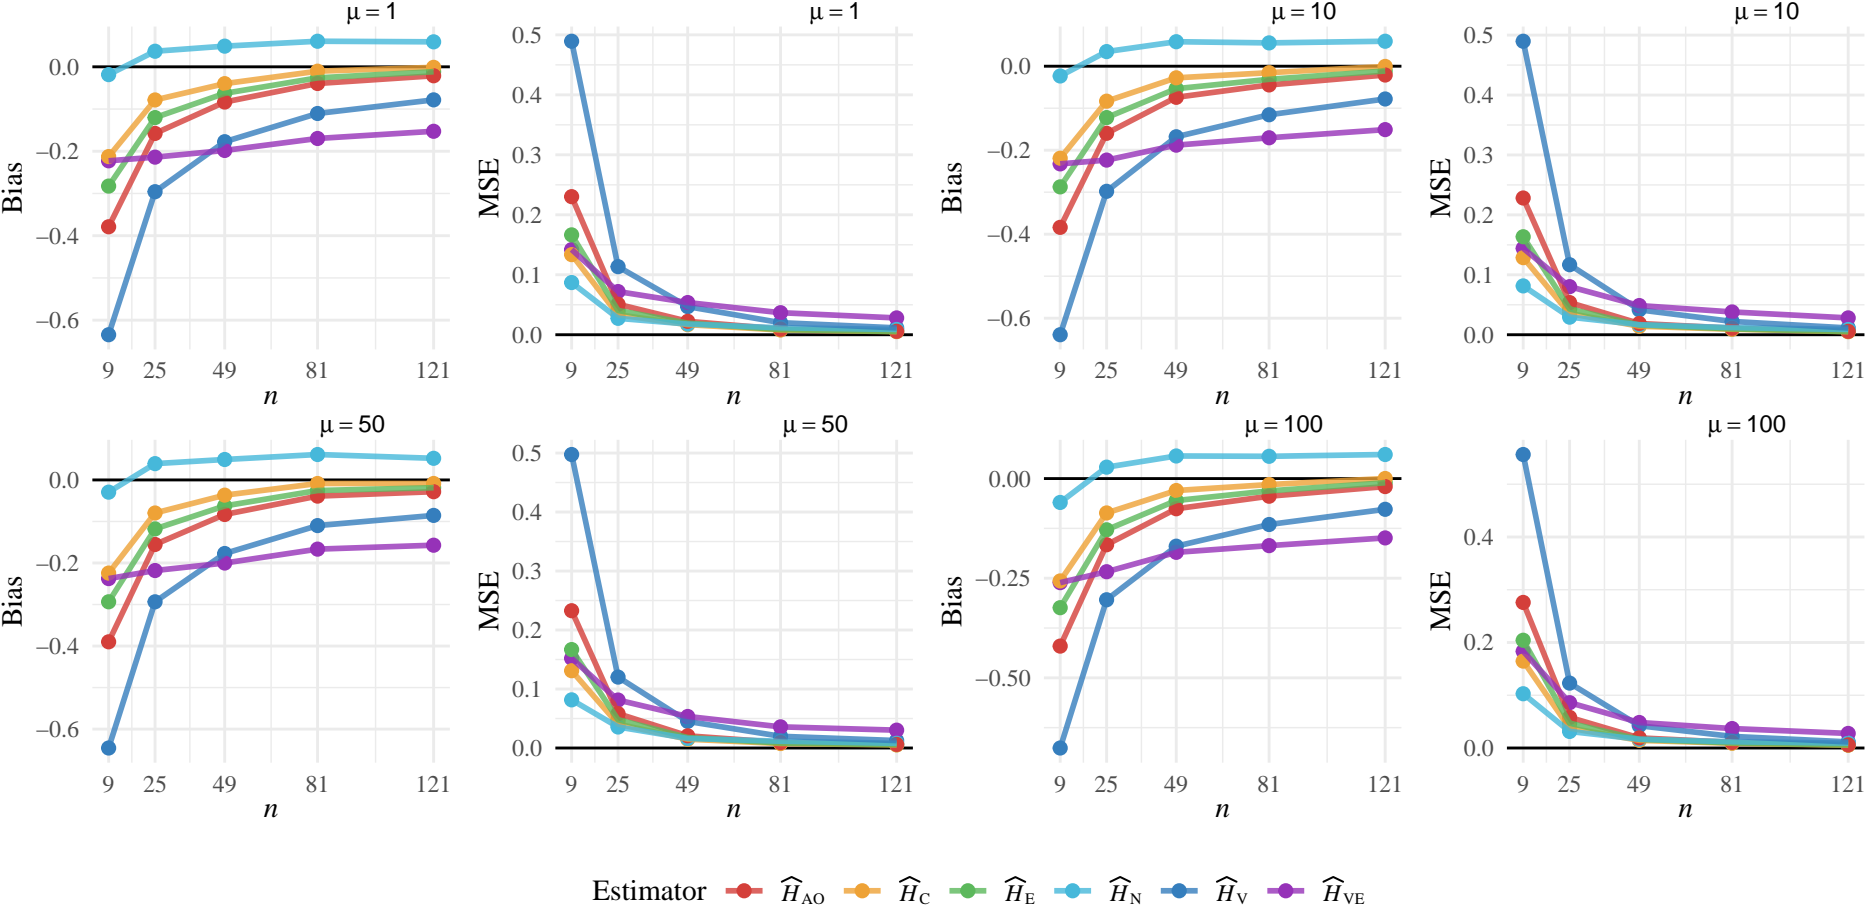 μ = 1
μ = 1
μ = 10
μ = 10
0.0
−0.2
−0.4
−0.6
Bias
9 25 49 81 121
n
0.5
0.4
0.3
0.2
0.1
0.0
MSE
9 25 49 81 121
n
0.0
−0.2
−0.4
−0.6
Bias
9 25 49 81 121
n
0.5
0.4
0.3
0.2
0.1
0.0
MSE
9 25 49 81 121
n
μ = 50
μ = 50
μ = 100
μ = 100
0.0
−0.2
−0.4
−0.6
Bias
9 25 49 81 121
n
0.5
0.4
0.3
0.2
0.1
0.0
MSE
9 25 49 81 121
n
0.00
−0.25
−0.50
Bias
9 25 49 81 121
n
0.4
0.2
0.0
MSE
9 25 49 81 121
n
Estimator Ĥ_AO Ĥ_C Ĥ_E Ĥ_N Ĥ_V Ĥ_VE